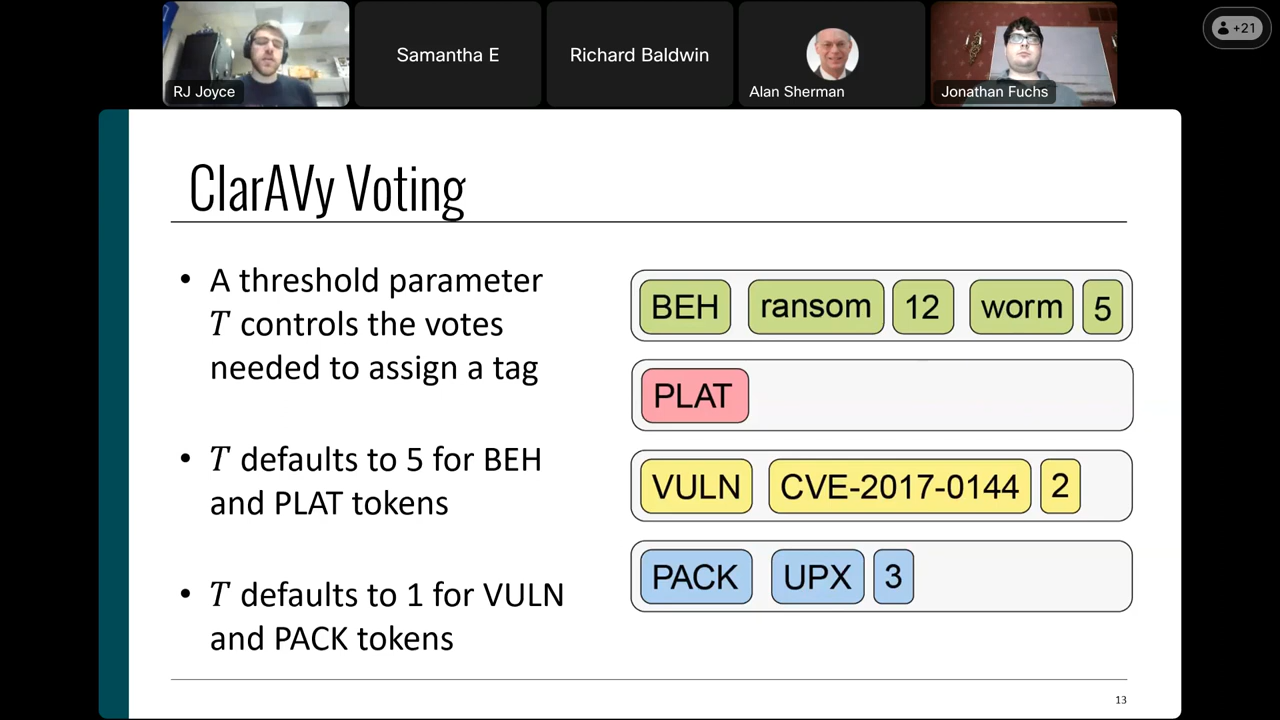 RJ Joyce
Samantha E
Richard Baldwin
Alan Sherman
Jonathan Fuchs
+21
ClarAVy Voting
• A threshold parameter
T controls the votes
needed to assign a tag
• T defaults to 5 for BEH
and PLAT tokens
• T defaults to 1 for VULN
and PACK tokens
BEH ransom 12 worm 5
PLAT
VULN CVE-2017-0144 2
PACK UPX 3
13